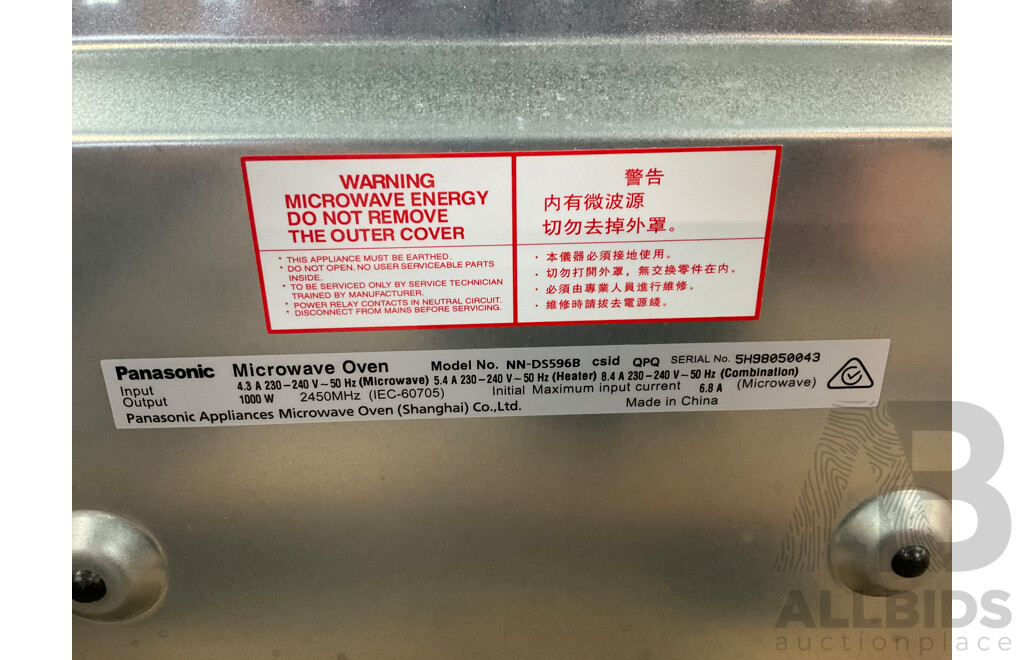 WARNING
MICROWAVE ENERGY
DO NOT REMOVE
THE OUTER COVER
* THIS APPLIANCE MUST BE EARTHED.
* DO NOT OPEN. NO USER SERVICEABLE PARTS
INSIDE.
* TO BE SERVICED ONLY BY SERVICE TECHNICIAN
TRAINED BY MANUFACTURER.
* POWER RELAY CONTACTS IN NEUTRAL CIRCUIT.
* DISCONNECT FROM MAINS BEFORE SERVICING.
警告
內有微波源
切勿去掉外罩。
· 本儀器必須接地使用。
· 切勿打開外罩，無交換零件在內。
· 必須由專業人員進行維修。
· 維修時請拔去電源綫。
Panasonic Microwave Oven Model No. NN-DS596B csid QPQ SERIAL No. 5H98050043
Input 4.3 A 230-240 V~50 Hz (Microwave) 5.4 A 230-240 V~50 Hz (Heater) 8.4 A 230-240 V~50 Hz (Combination)
Output 1000 W 2450MHz (IEC-60705) Initial Maximum input current 6.8 A (Microwave)
Panasonic Appliances Microwave Oven (Shanghai) Co.,Ltd. Made in China
AB
ALLBIDS
auctionplace